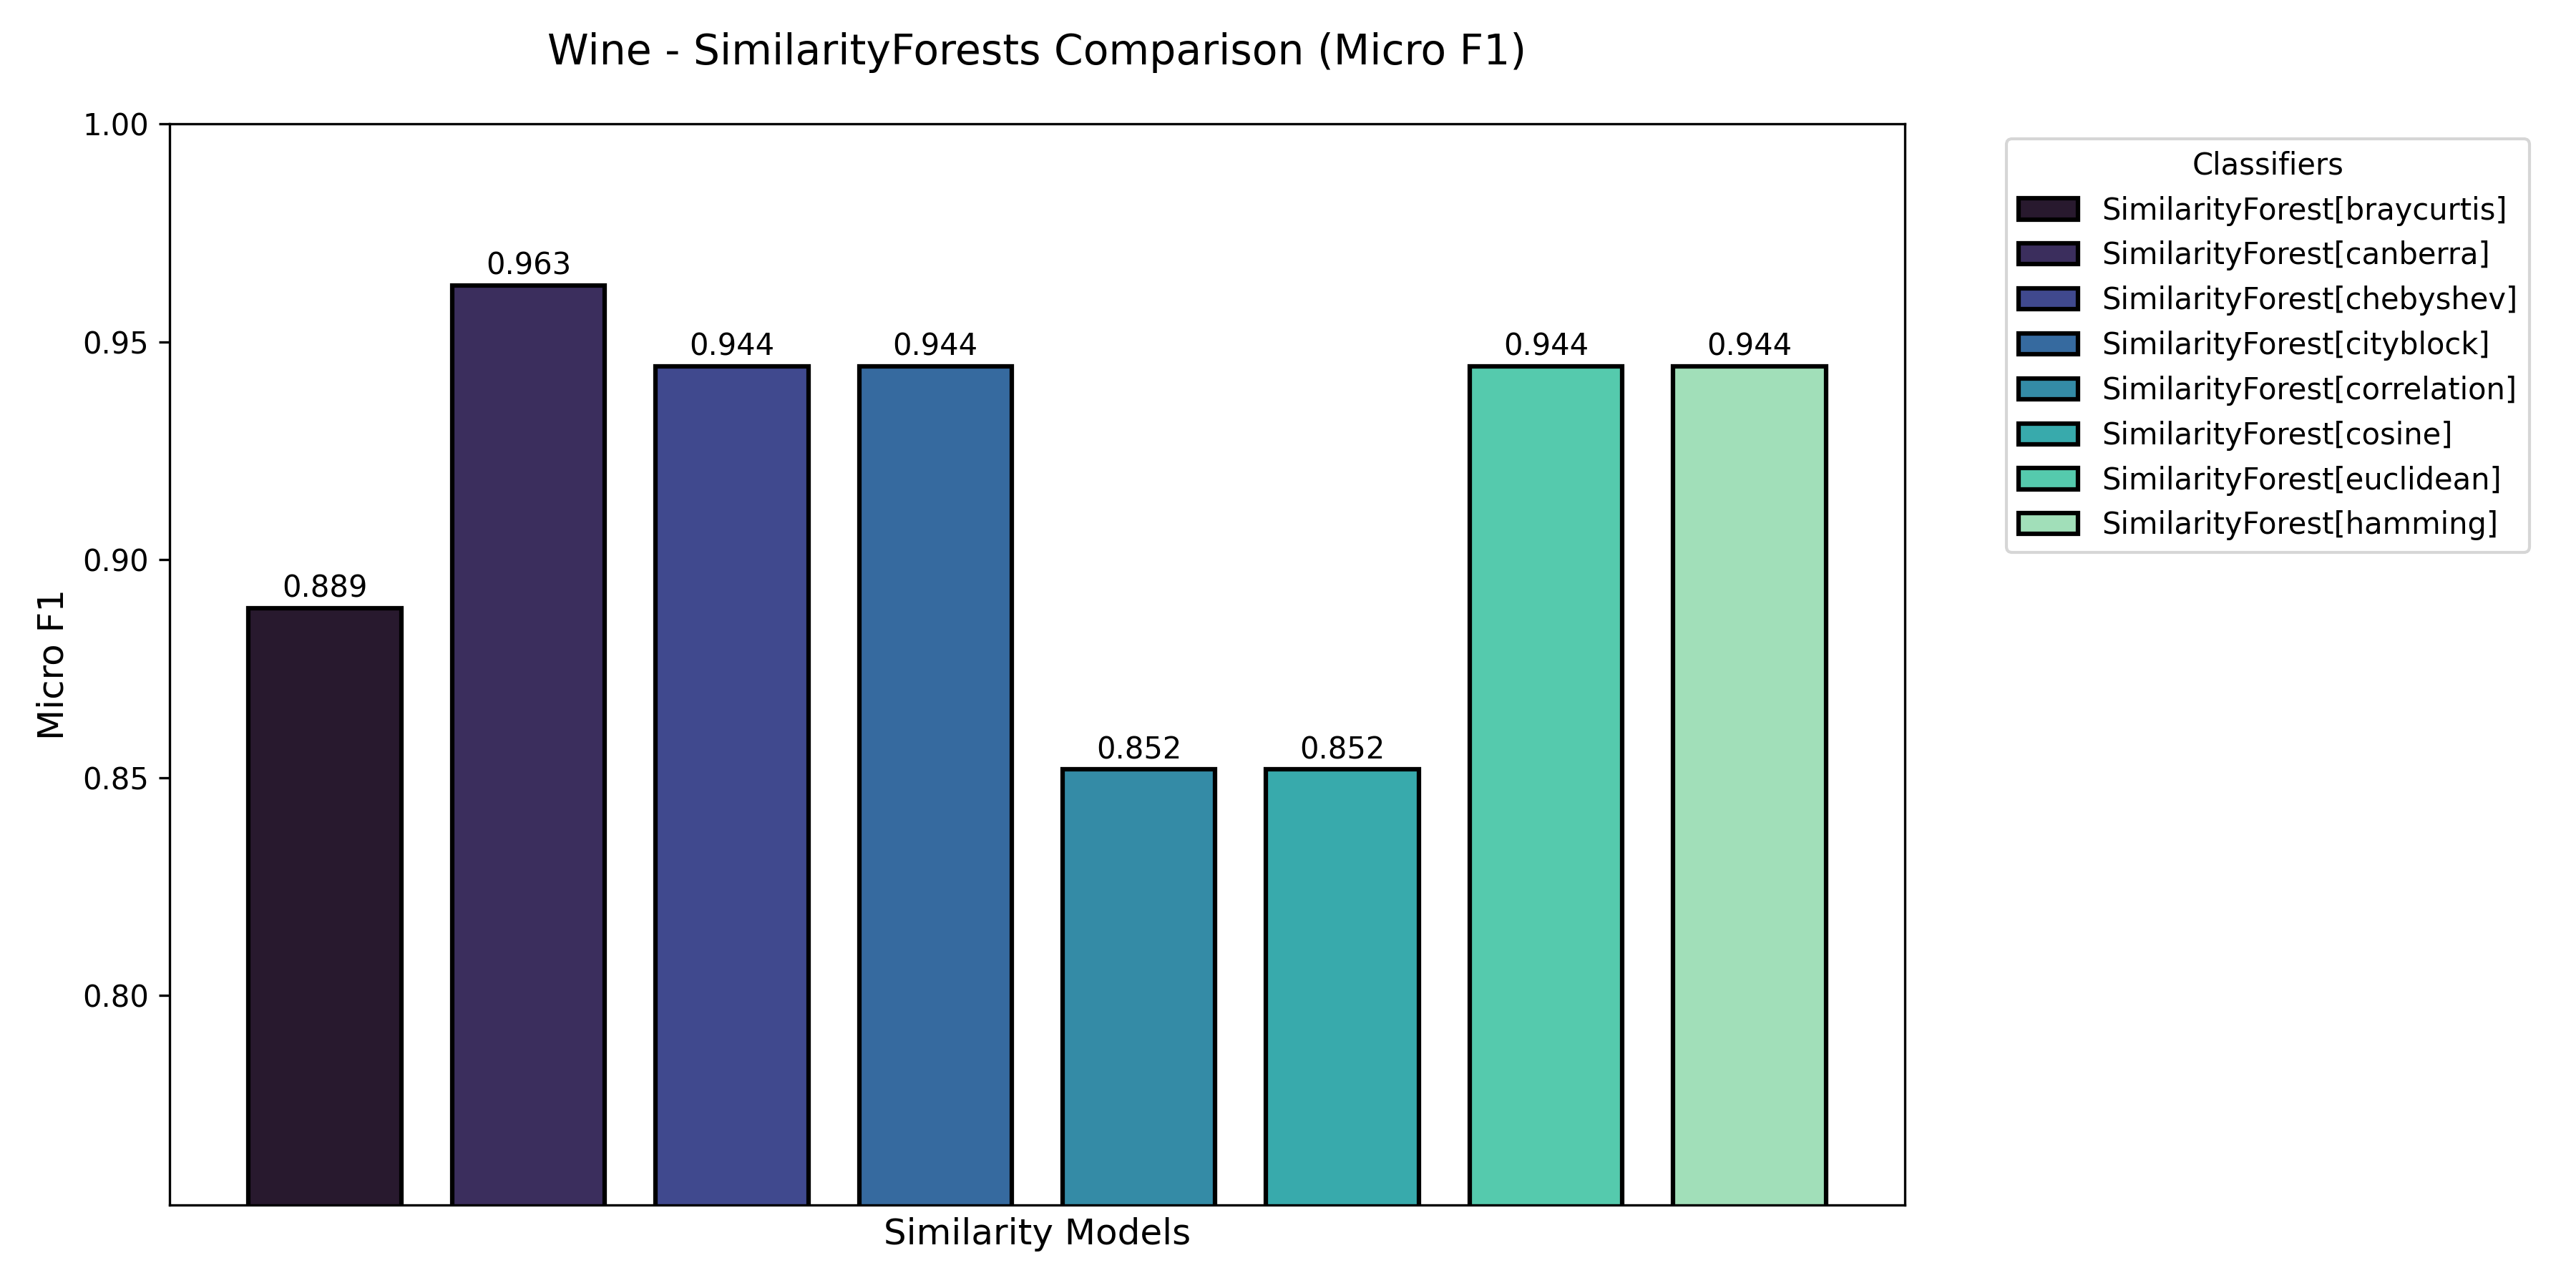 Wine - SimilarityForests Comparison (Micro F1)
1.00
0.95
0.90
0.85
0.80
Micro F1
0.889
0.963
0.944
0.944
0.852
0.852
0.944
0.944
Similarity Models
Classifiers
SimilarityForest[braycurtis]
SimilarityForest[canberra]
SimilarityForest[chebyshev]
SimilarityForest[cityblock]
SimilarityForest[correlation]
SimilarityForest[cosine]
SimilarityForest[euclidean]
SimilarityForest[hamming]